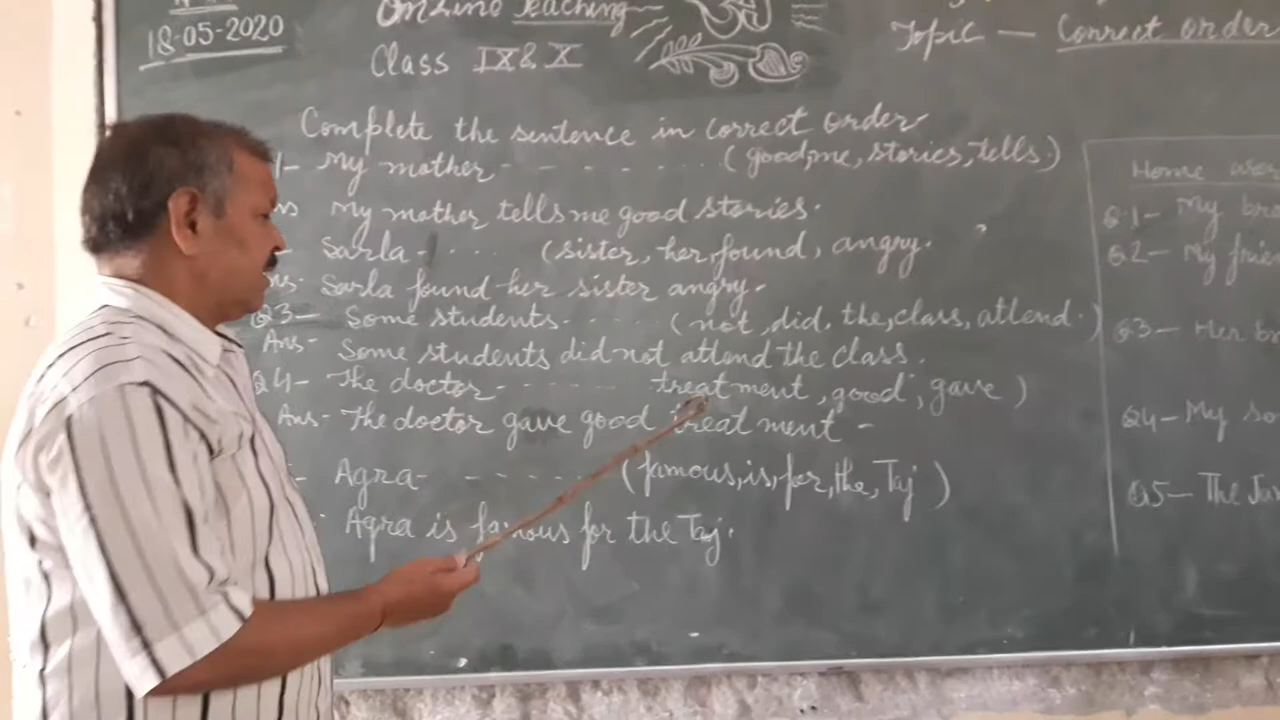 18-05-2020
OnLine Teaching
Class IX & X
Topic — Correct order
Complete the sentence in correct order
1- My mother - - . . . . . . (good, me, stories, tells.)
My mother tells me good stories.
- Sarla - . . . . (sister, her, found, angry.
Ans. Sarla found her sister angry.
Q3- Some students. . . . . . (not, did, the, class, attend.)
Ans- Some students did not attend the class.
Q4- The doctor - - - - - - - treatment, good, gave )
Ans- The doctor gave good treatment -
- Agra- - - - - - (famous, is, for, the, Taj )
Agra is famous for the Taj.
Home
Q.1- My
Q2- My
Q3- Her
Q4- My
Q5- The